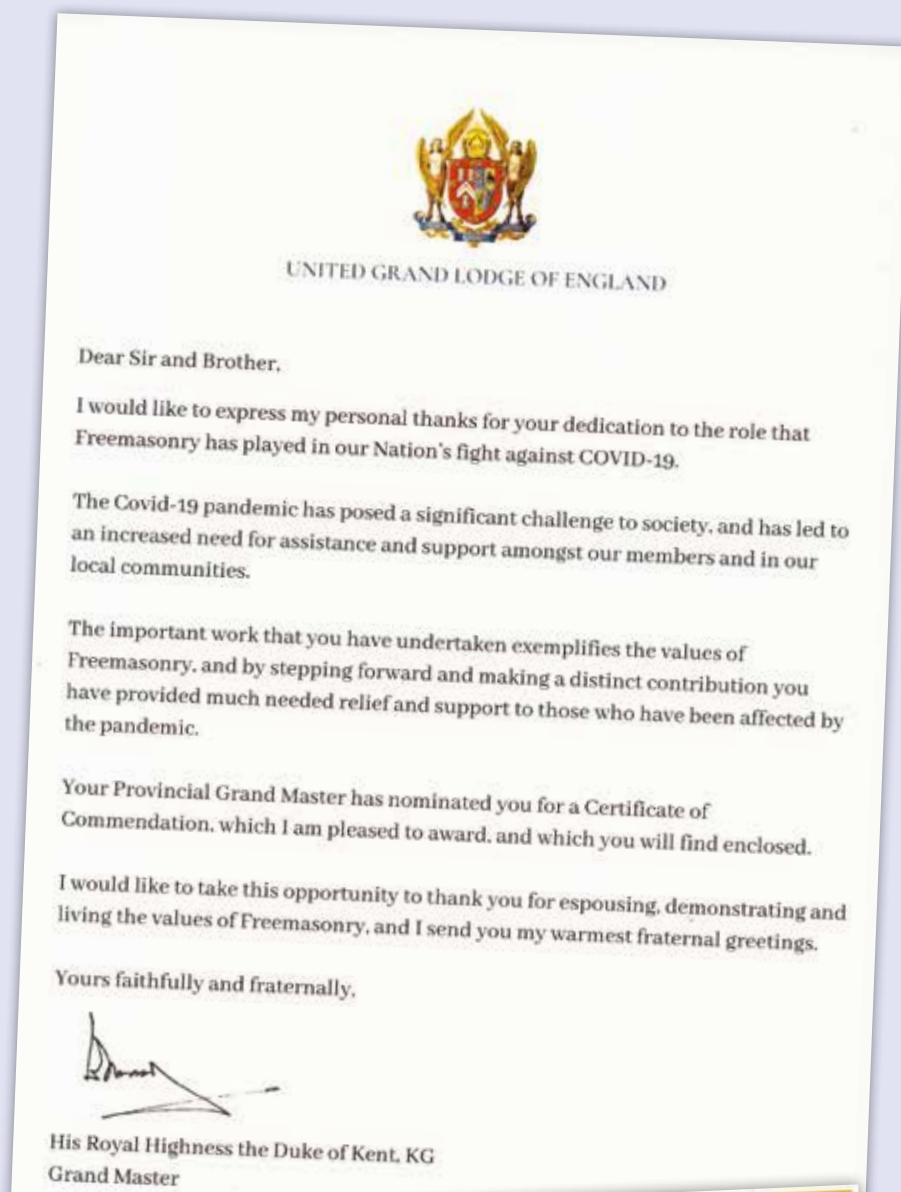 UNITED GRAND LODGE OF ENGLAND
Dear Sir and Brother,
I would like to express my personal thanks for your dedication to the role that
Freemasonry has played in our Nation's fight against COVID-19.
The Covid-19 pandemic has posed a significant challenge to society, and has led to
an increased need for assistance and support amongst our members and in our
local communities.
The important work that you have undertaken exemplifies the values of
Freemasonry, and by stepping forward and making a distinct contribution you
have provided much needed relief and support to those who have been affected by
the pandemic.
Your Provincial Grand Master has nominated you for a Certificate of
Commendation, which I am pleased to award, and which you will find enclosed.
I would like to take this opportunity to thank you for espousing, demonstrating and
living the values of Freemasonry, and I send you my warmest fraternal greetings.
Yours faithfully and fraternally,
His Royal Highness the Duke of Kent, KG
Grand Master